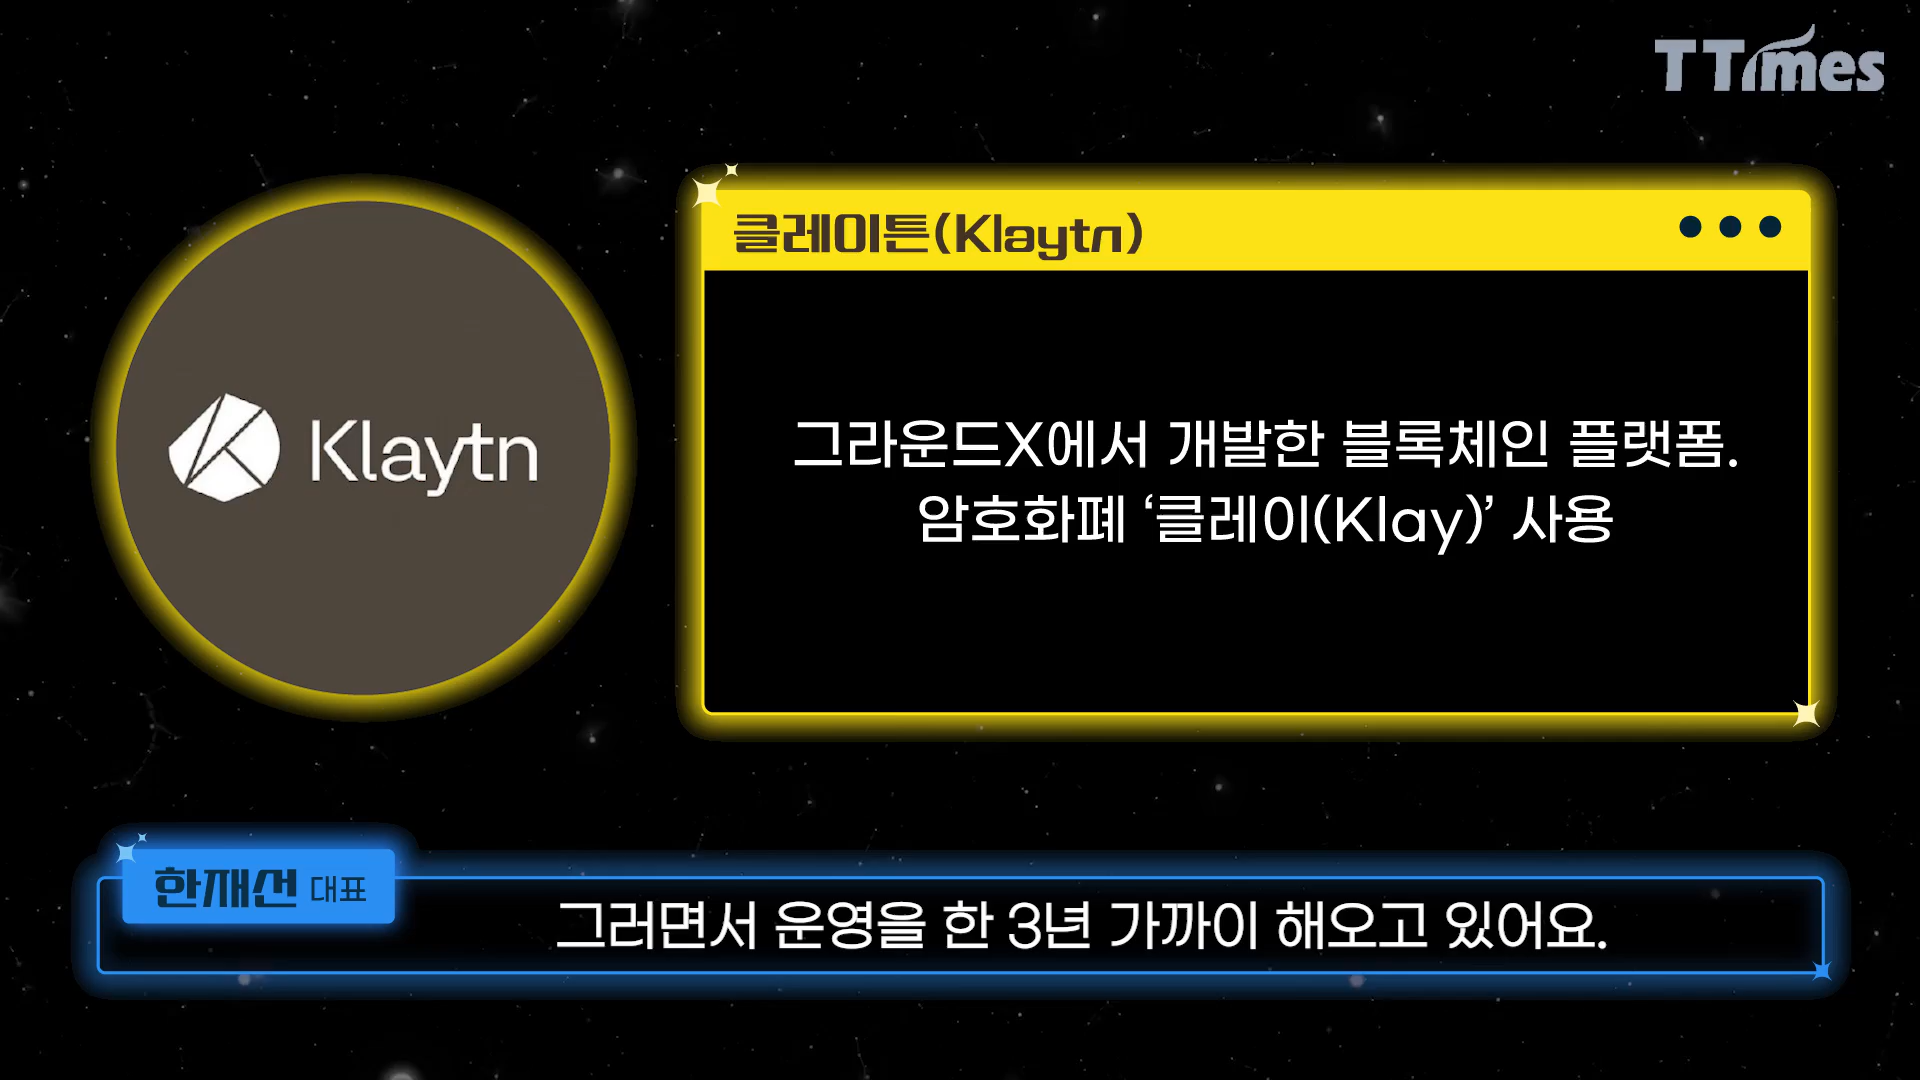 TTimes
클레이튼(Klaytn)
Klaytn
그라운드X에서 개발한 블록체인 플랫폼.
암호화폐 ‘클레이(Klay)’ 사용
한재선 대표
그러면서 운영을 한 3년 가까이 해오고 있어요.